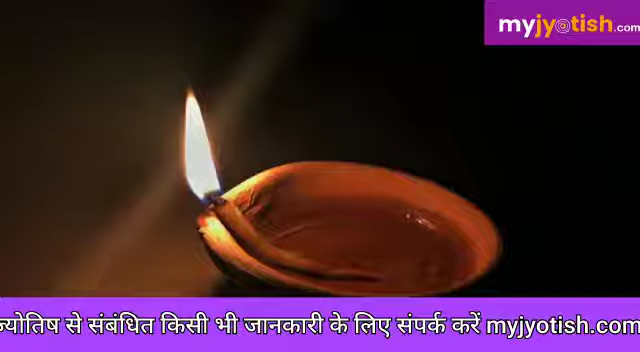 myjyotish.com
ज्योतिष से संबंधित किसी भी जानकारी के लिए संपर्क करें myjyotish.com